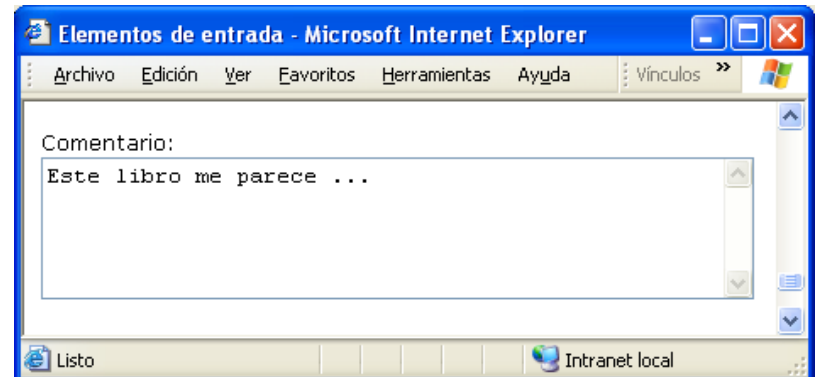 Elementos de entrada - Microsoft Internet Explorer
Archivo Edición Ver Favoritos Herramientas Ayuda Vínculos »
Comentario:
Este libro me parece ...
Listo Intranet local